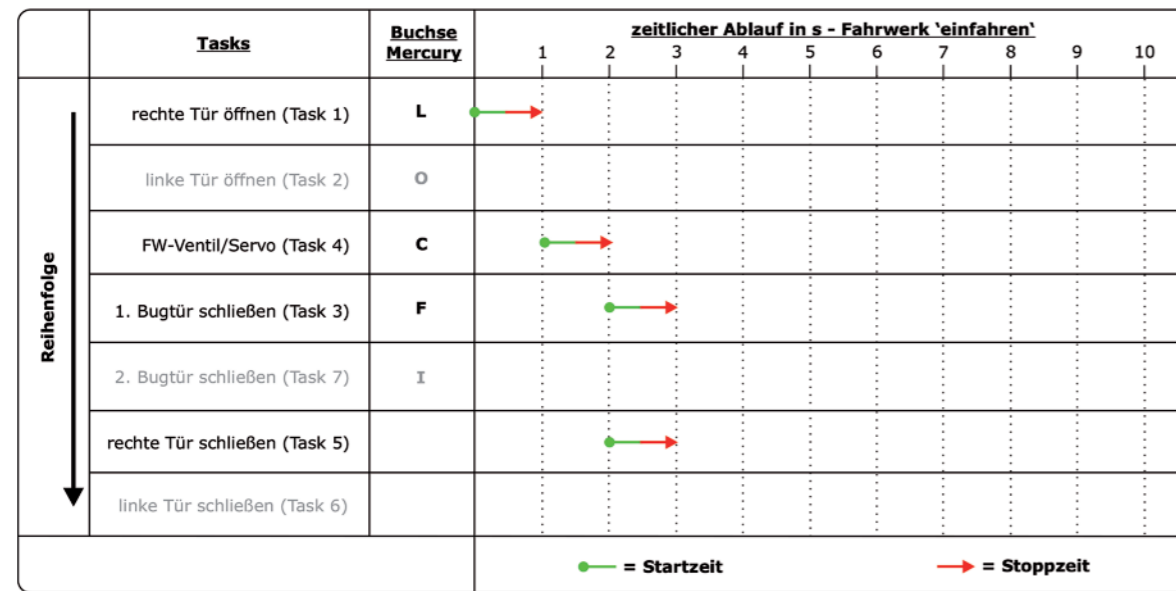 Tasks
Buchse
Mercury
zeitlicher Ablauf in s - Fahrwerk ‘einfahren‘
1 2 3 4 5 6 7 8 9 10
Reihenfolge
rechte Tür öffnen (Task 1) L
linke Tür öffnen (Task 2) O
FW-Ventil/Servo (Task 4) C
1. Bugtür schließen (Task 3) F
2. Bugtür schließen (Task 7) I
rechte Tür schließen (Task 5)
linke Tür schließen (Task 6)
= Startzeit = Stoppzeit